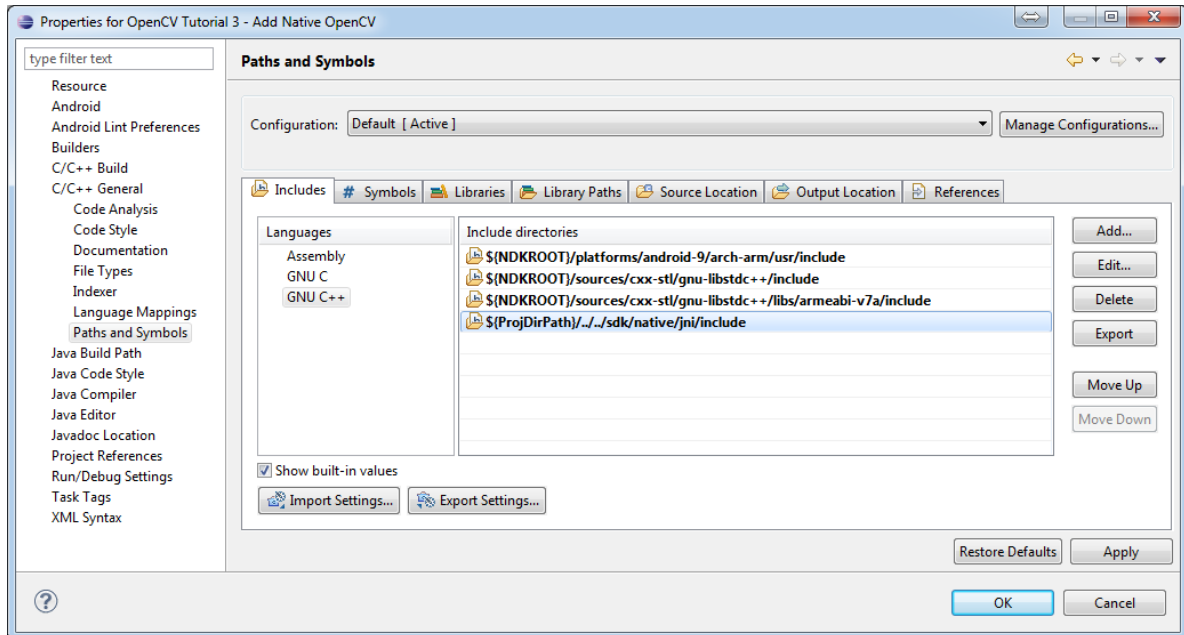 Properties for OpenCV Tutorial 3 - Add Native OpenCV
type filter text
Resource
Android
Android Lint Preferences
Builders
C/C++ Build
C/C++ General
Code Analysis
Code Style
Documentation
File Types
Indexer
Language Mappings
Paths and Symbols
Java Build Path
Java Code Style
Java Compiler
Java Editor
Javadoc Location
Project References
Run/Debug Settings
Task Tags
XML Syntax
Paths and Symbols
Configuration: Default [ Active ] Manage Configurations...
Includes # Symbols Libraries Library Paths Source Location Output Location References
Languages
Assembly
GNU C
GNU C++
Include directories
${NDKROOT}/platforms/android-9/arch-arm/usr/include
${NDKROOT}/sources/cxx-stl/gnu-libstdc++/include
${NDKROOT}/sources/cxx-stl/gnu-libstdc++/libs/armeabi-v7a/include
${ProjDirPath}/../../sdk/native/jni/include
Add...
Edit...
Delete
Export
Move Up
Move Down
Show built-in values
Import Settings... Export Settings...
Restore Defaults Apply
? OK Cancel